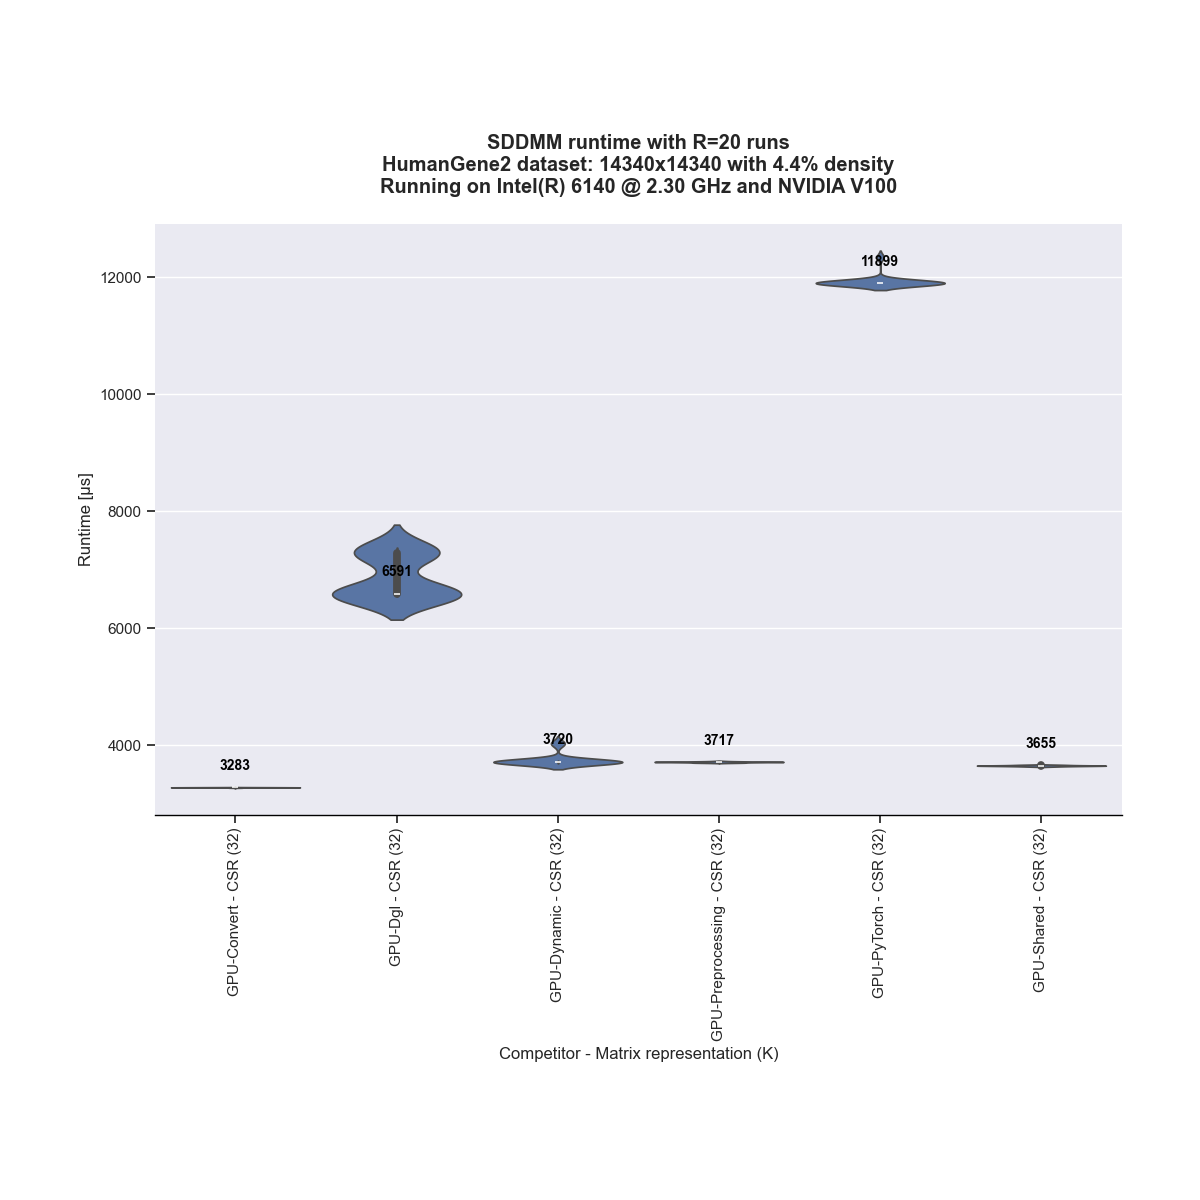 SDDMM runtime with R=20 runs
HumanGene2 dataset: 14340x14340 with 4.4% density
Running on Intel(R) 6140 @ 2.30 GHz and NVIDIA V100
Runtime [μs]
12000
10000
8000
6000
4000
3283
6591
3720
3717
11899
3655
GPU-Convert - CSR (32)
GPU-Dgl - CSR (32)
GPU-Dynamic - CSR (32)
GPU-Preprocessing - CSR (32)
GPU-PyTorch - CSR (32)
GPU-Shared - CSR (32)
Competitor - Matrix representation (K)